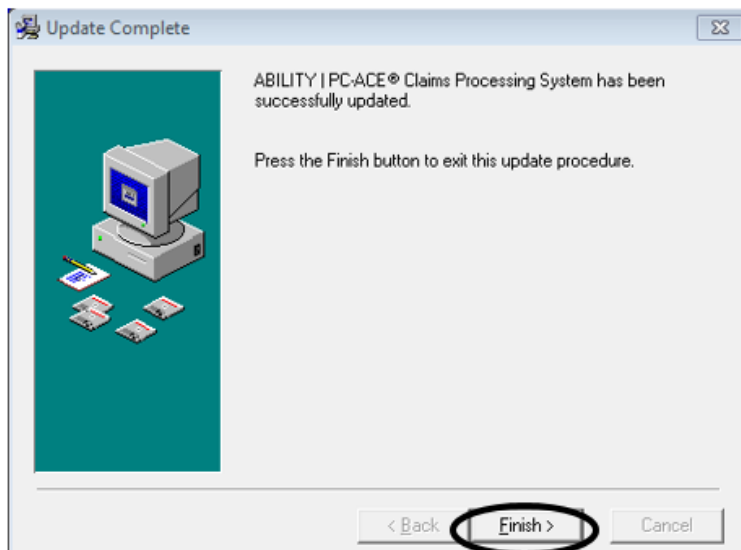 Update Complete
ABILITY | PC-ACE® Claims Processing System has been
successfully updated.
Press the Finish button to exit this update procedure.
< Back
Finish >
Cancel